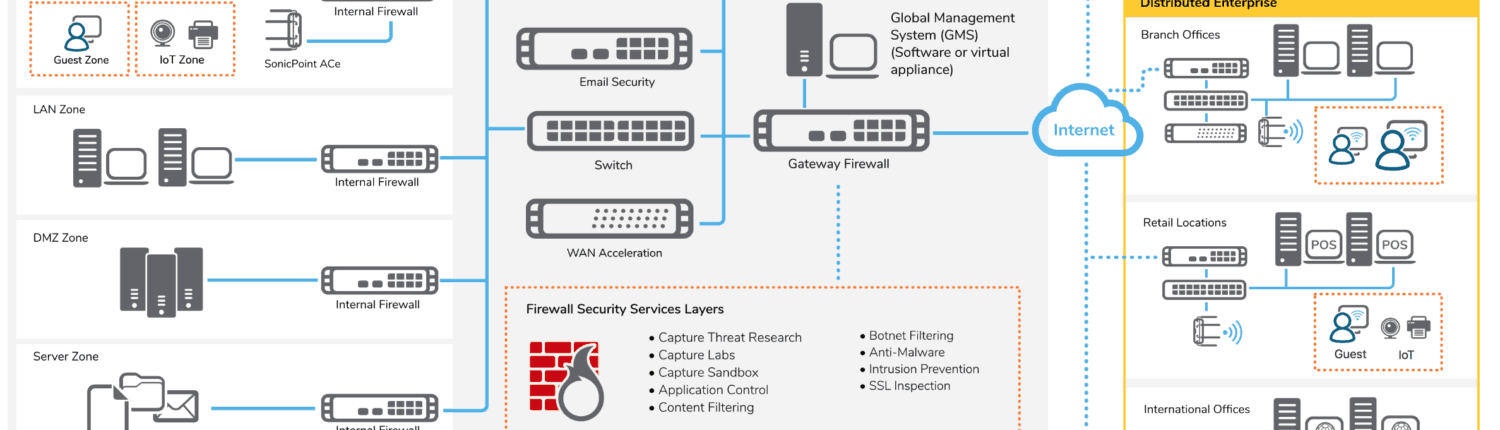 Internal Firewall
Guest Zone
IoT Zone
SonicPoint ACe
LAN Zone
Internal Firewall
DMZ Zone
Internal Firewall
Server Zone
Internal Firewall
Email Security
Switch
WAN Acceleration
Global Management
System (GMS)
(Software or virtual
appliance)
Gateway Firewall
Firewall Security Services Layers
• Capture Threat Research
• Capture Labs
• Capture Sandbox
• Application Control
• Content Filtering
• Botnet Filtering
• Anti-Malware
• Intrusion Prevention
• SSL Inspection
Internet
Distributed Enterprise
Branch Offices
Retail Locations
POS
POS
Guest
IoT
International Offices